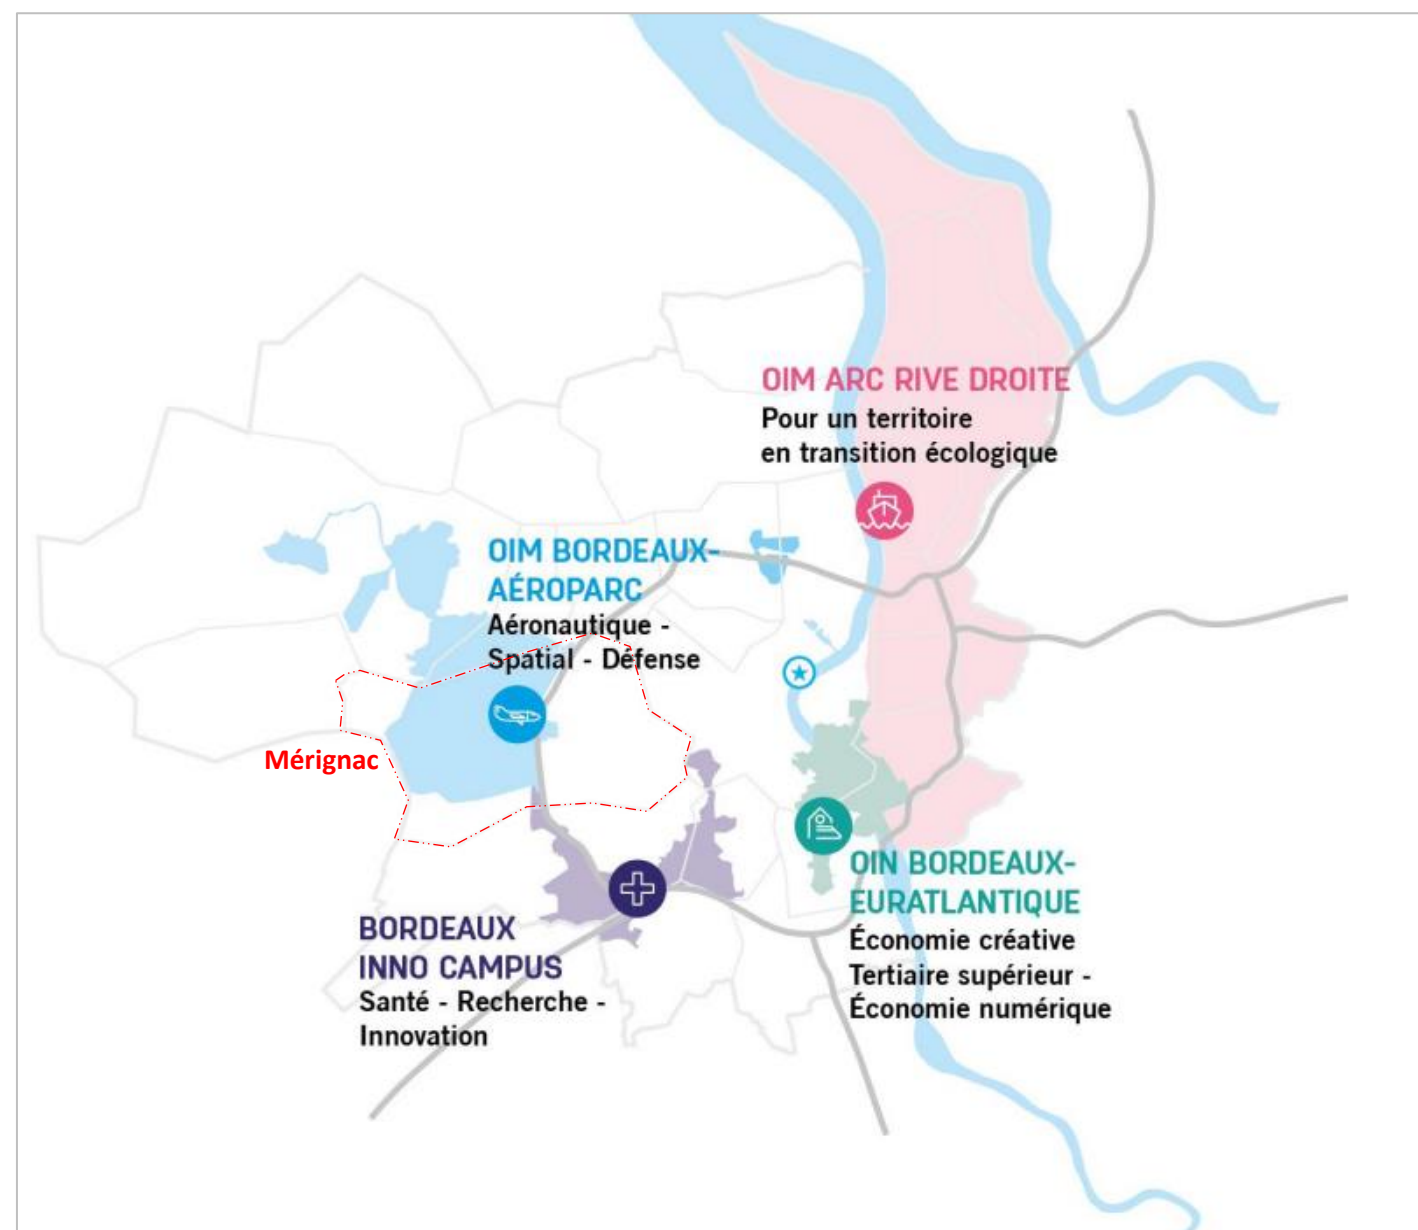 OIM ARC RIVE DROITE
Pour un territoire
en transition écologique
OIM BORDEAUX-
AÉROPARC
Aéronautique -
Spatial - Défense
Mérignac
BORDEAUX
INNO CAMPUS
Santé - Recherche -
Innovation
OIN BORDEAUX-
EURATLANTIQUE
Économie créative
Tertiaire supérieur -
Économie numérique